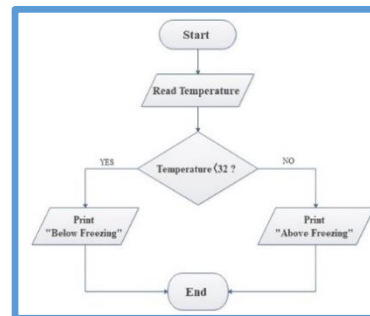 Start
Read Temperature
Temperature<32 ?
YES
NO
Print
"Below Freezing"
Print
"Above Freezing"
End